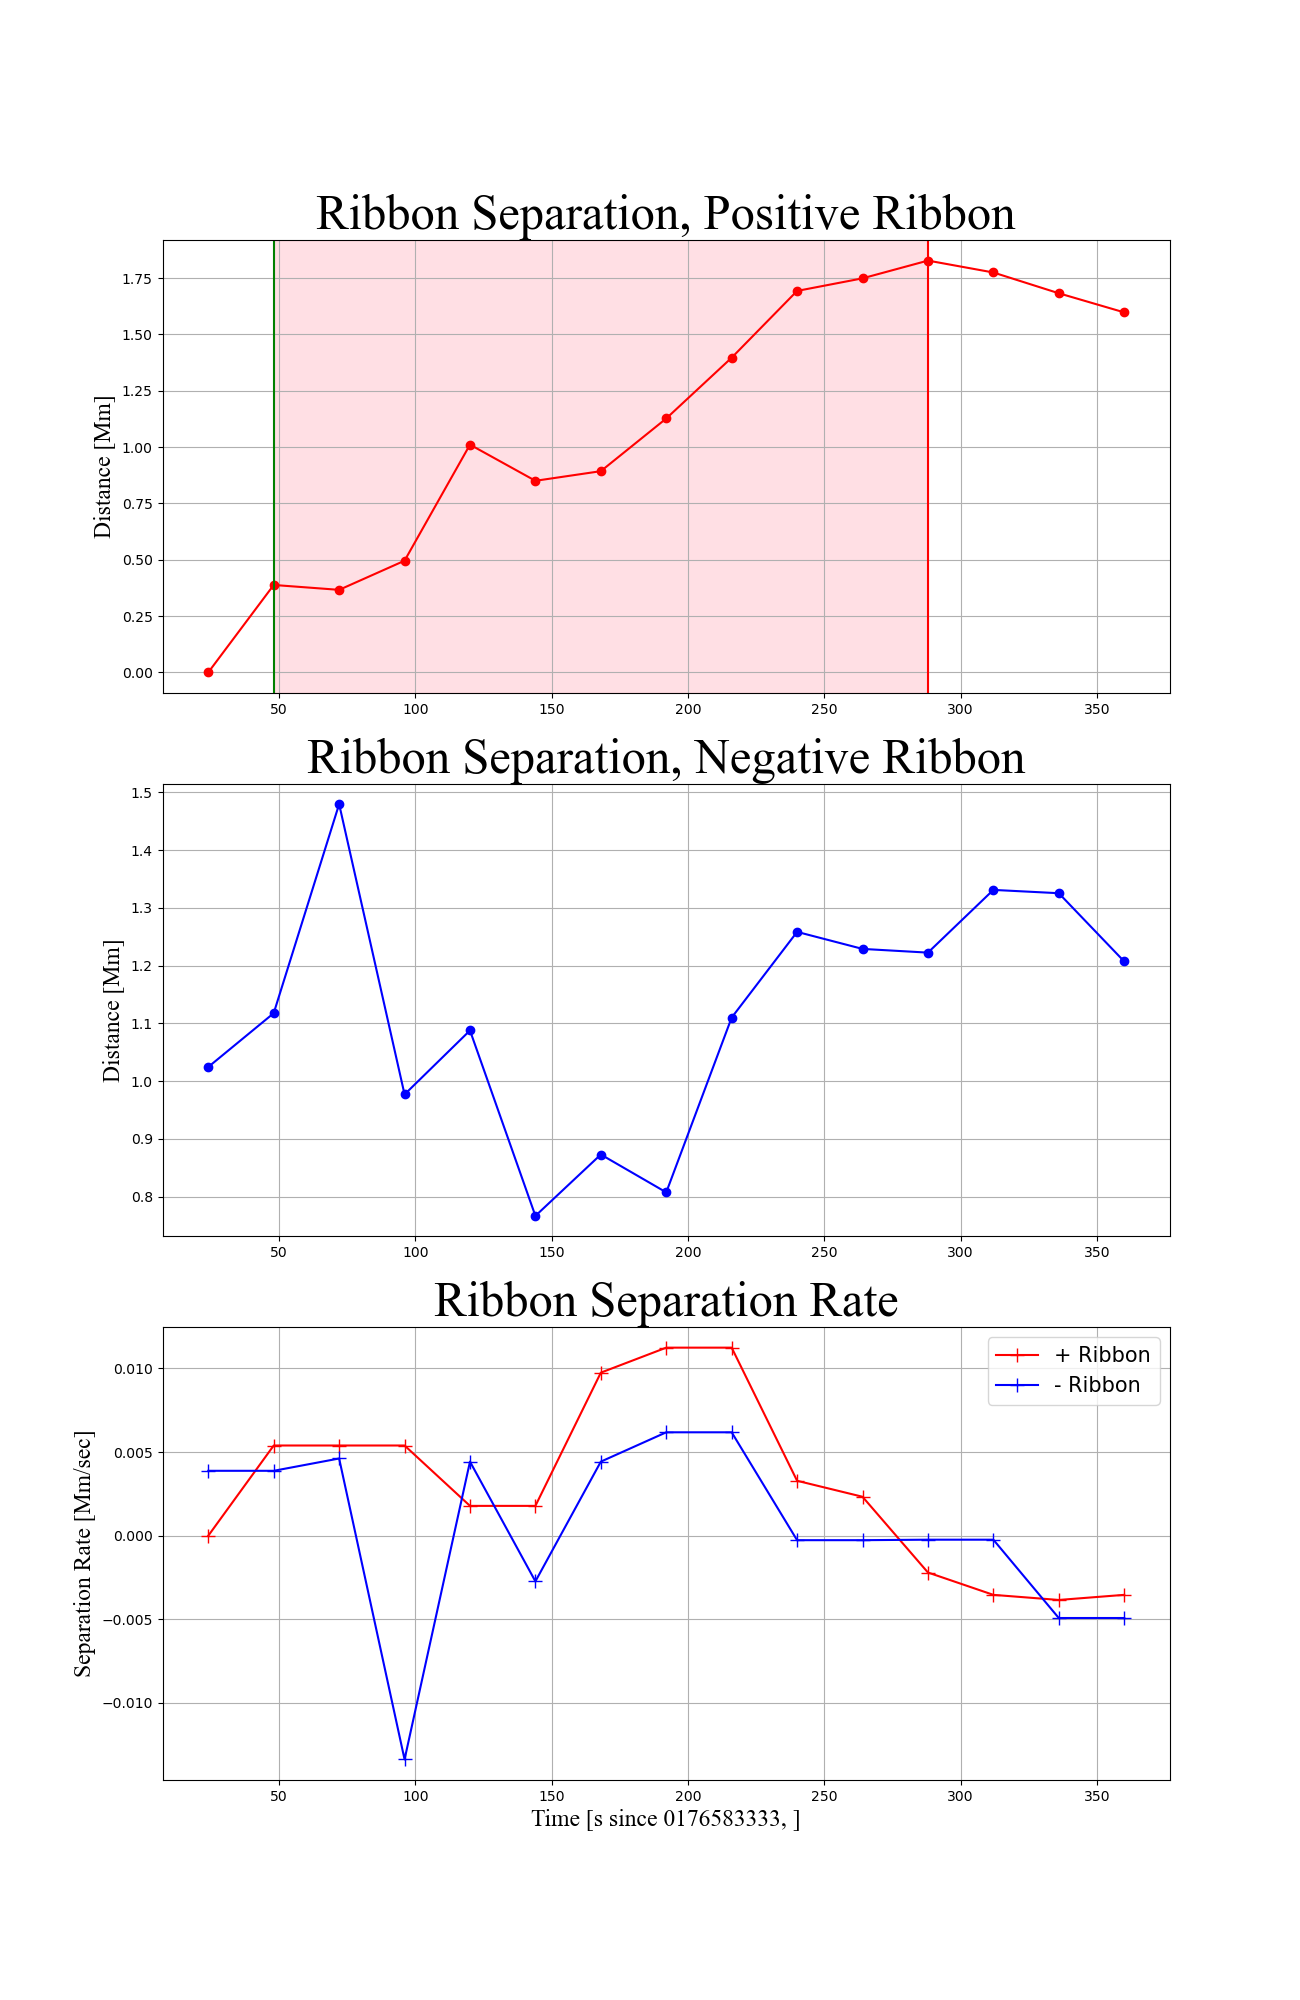 Ribbon Separation, Positive Ribbon
1.75
1.50
1.25
1.00
0.75
0.50
0.25
0.00
Distance [Mm]
50 100 150 200 250 300 350
Ribbon Separation, Negative Ribbon
1.5
1.4
1.3
1.2
1.1
1.0
0.9
0.8
Distance [Mm]
50 100 150 200 250 300 350
Ribbon Separation Rate
+ Ribbon
- Ribbon
0.010
0.005
0.000
−0.005
−0.010
Separation Rate [Mm/sec]
50 100 150 200 250 300 350
Time [s since 0176583333, ]